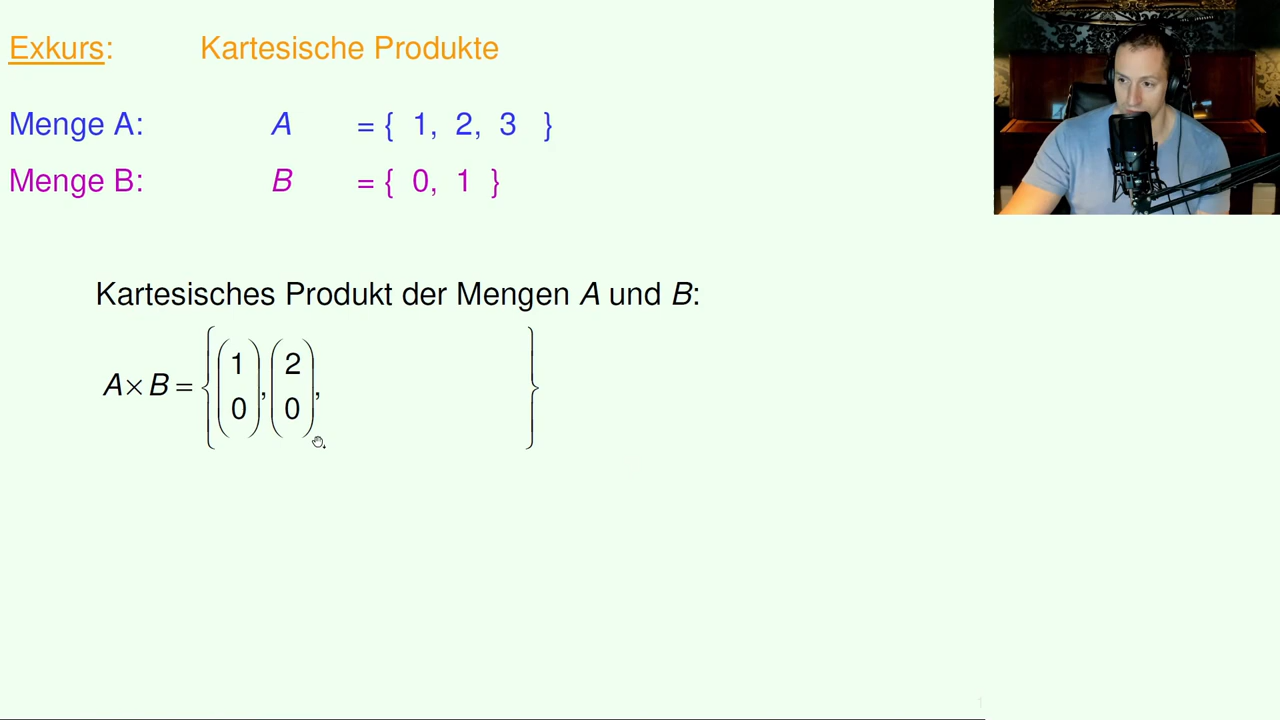 Exkurs: Kartesische Produkte
Menge A: A = { 1, 2, 3 }
Menge B: B = { 0, 1 }
Kartesisches Produkt der Mengen A und B:
A×B = {(1 0), (2 0), }
1